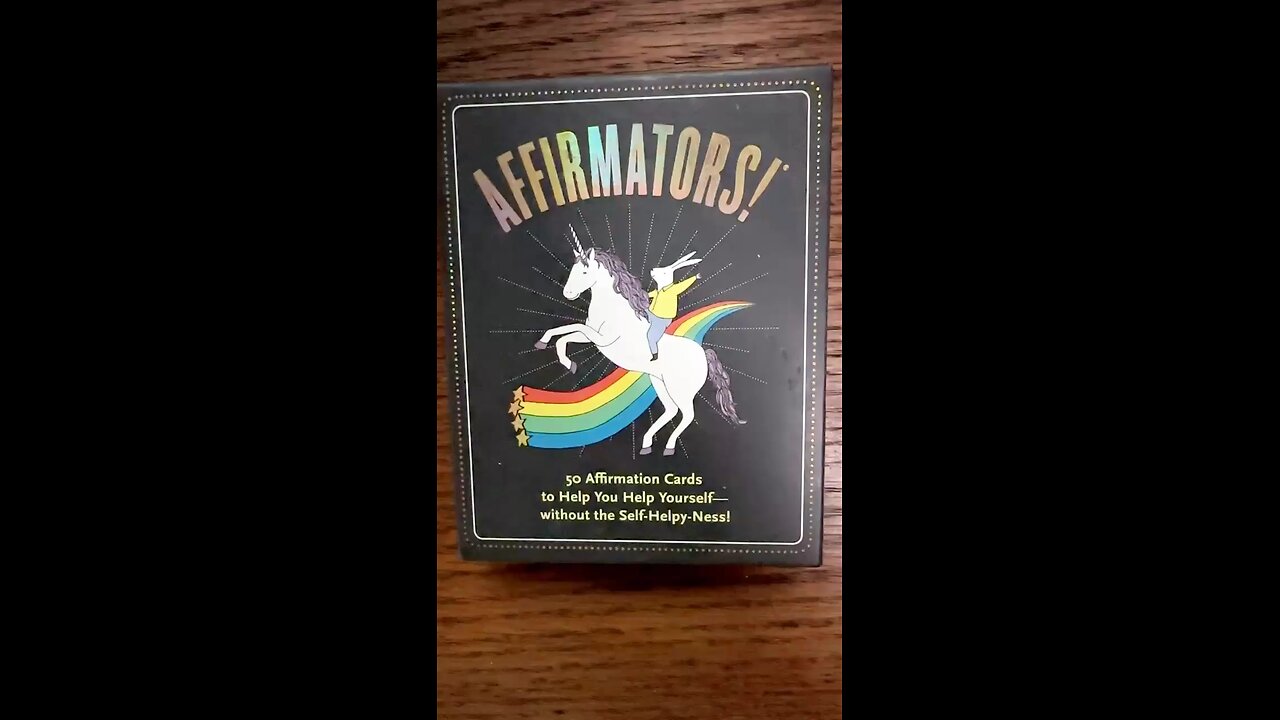 AFFIRMATORS!
50 Affirmation Cards
to Help You Help Yourself—
without the Self-Helpy-Ness!